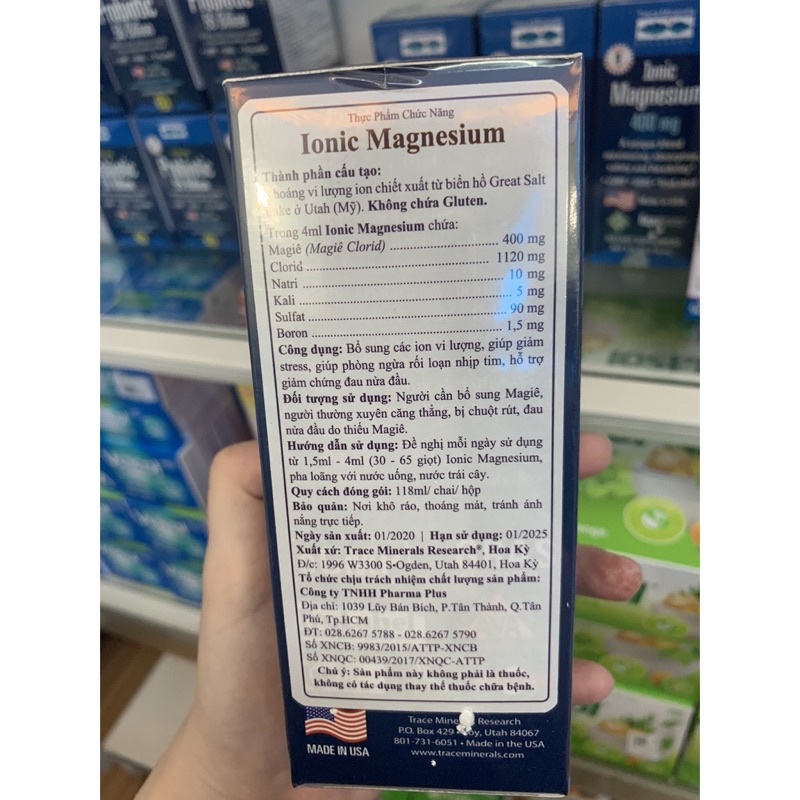 Thực Phẩm Chức Năng
Ionic Magnesium
Thành phần cấu tạo:
khoáng vi lượng ion chiết xuất từ biển hồ Great Salt
Lake ở Utah (Mỹ). Không chứa Gluten.
Trong 4ml Ionic Magnesium chứa:
Magiê (Magiê Clorid) ........................ 400 mg
Clorid .......................................... 1120 mg
Natri ............................................ 10 mg
Kali ............................................. 5 mg
Sulfat ........................................... 90 mg
Boron ............................................ 1,5 mg
Công dụng: Bổ sung các ion vi lượng, giúp giảm
stress, giúp phòng ngừa rối loạn nhịp tim, hỗ trợ
giảm chứng đau nửa đầu.
Đối tượng sử dụng: Người cần bổ sung Magiê,
người thường xuyên căng thẳng, bị chuột rút, đau
nửa đầu do thiếu Magiê.
Hướng dẫn sử dụng: Đề nghị mỗi ngày sử dụng
từ 1,5ml - 4ml (30 - 65 giọt) Ionic Magnesium,
pha loãng với nước uống, nước trái cây.
Quy cách đóng gói: 118ml/ chai/ hộp
Bảo quản: Nơi khô ráo, thoáng mát, tránh ánh
nắng trực tiếp.
Ngày sản xuất: 01/2020 | Hạn sử dụng: 01/2025
Xuất xứ: Trace Minerals Research®, Hoa Kỳ
Đ/c: 1996 W3300 S•Ogden, Utah 84401, Hoa Kỳ
Tổ chức chịu trách nhiệm chất lượng sản phẩm:
Công ty TNHH Pharma Plus
Địa chỉ: 1039 Lũy Bán Bích, P.Tân Thành, Q.Tân
Phú, Tp.HCM
ĐT: 028.6267 5788 - 028.6267 5790
Số XNCB: 9983/2015/ATTP-XNCB
Số XNQC: 00439/2017/XNQC-ATTP
Chú ý: Sản phẩm này không phải là thuốc,
không có tác dụng thay thế thuốc chữa bệnh.
MADE IN USA
Trace Minerals Research
P.O. Box 429 • Roy, Utah 84067
801-731-6051 • Made in the USA
www.traceminerals.com
Trace Minerals
Ionic
Magnesium
400 mg